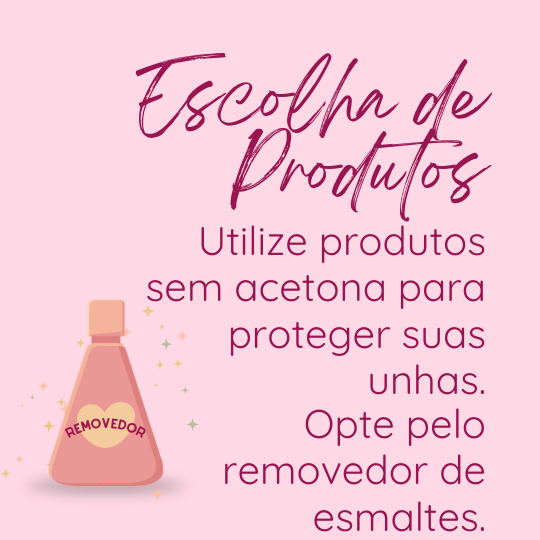 Escolha de
Produtos
Utilize produtos
sem acetona para
proteger suas
unhas.
Opte pelo
removedor de
esmaltes.
REMOVEDOR